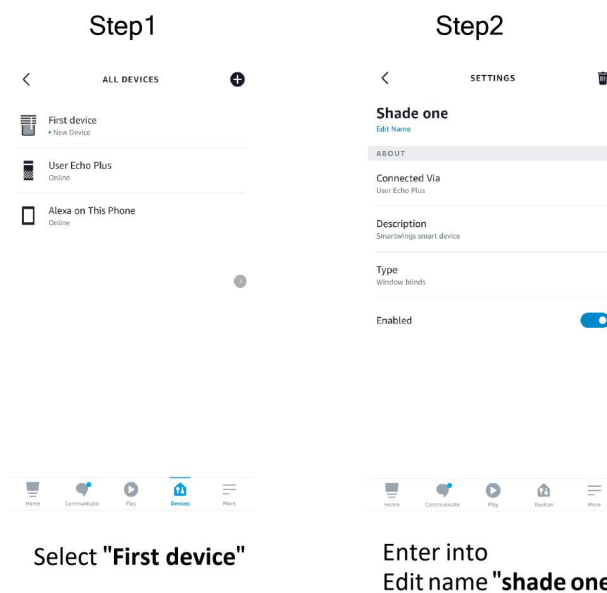 Step1
ALL DEVICES
First device
• New Device
User Echo Plus
Online
Alexa on This Phone
Online
Home Communicate Play Devices More
Select "First device"
Step2
SETTINGS
Shade one
Edit Name
ABOUT
Connected Via
User Echo Plus
Description
Smartwings smart device
Type
Window blinds
Enabled
Home Communicate Play Devices More
Enter into
Edit name "shade one